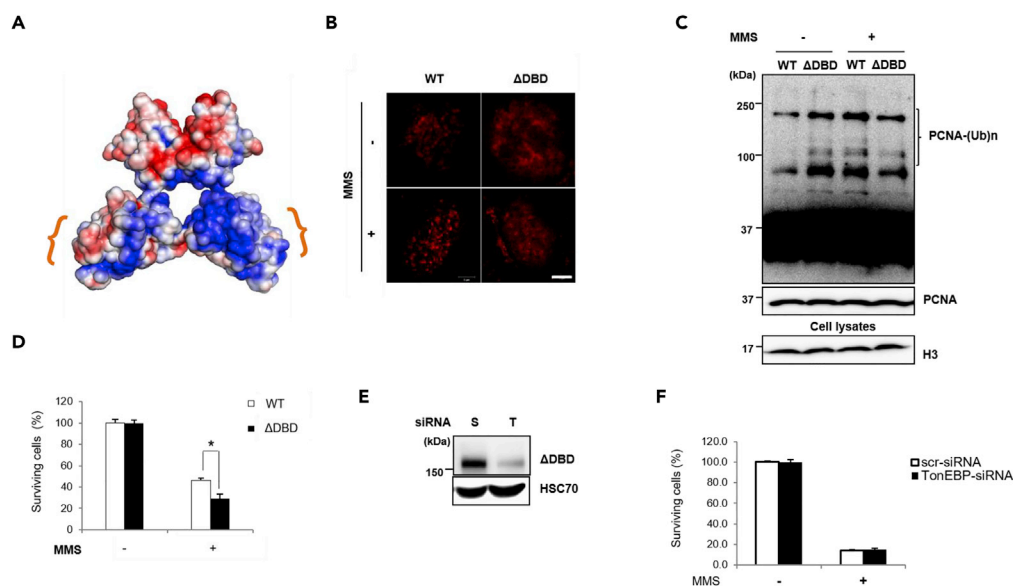 A
B
WT ΔDBD
MMS
-
+
C
MMS - +
WT ΔDBD WT ΔDBD
(kDa)
250
100
37
PCNA-(Ub)n
37
PCNA
Cell lysates
17
H3
D
Surviving cells (%)
120
100
80
60
40
20
0
*
WT
ΔDBD
MMS - +
E
siRNA S T
(kDa)
150
ΔDBD
HSC70
F
Surviving cells (%)
120.0
100.0
80.0
60.0
40.0
20.0
0.0
scr-siRNA
TonEBP-siRNA
MMS - +